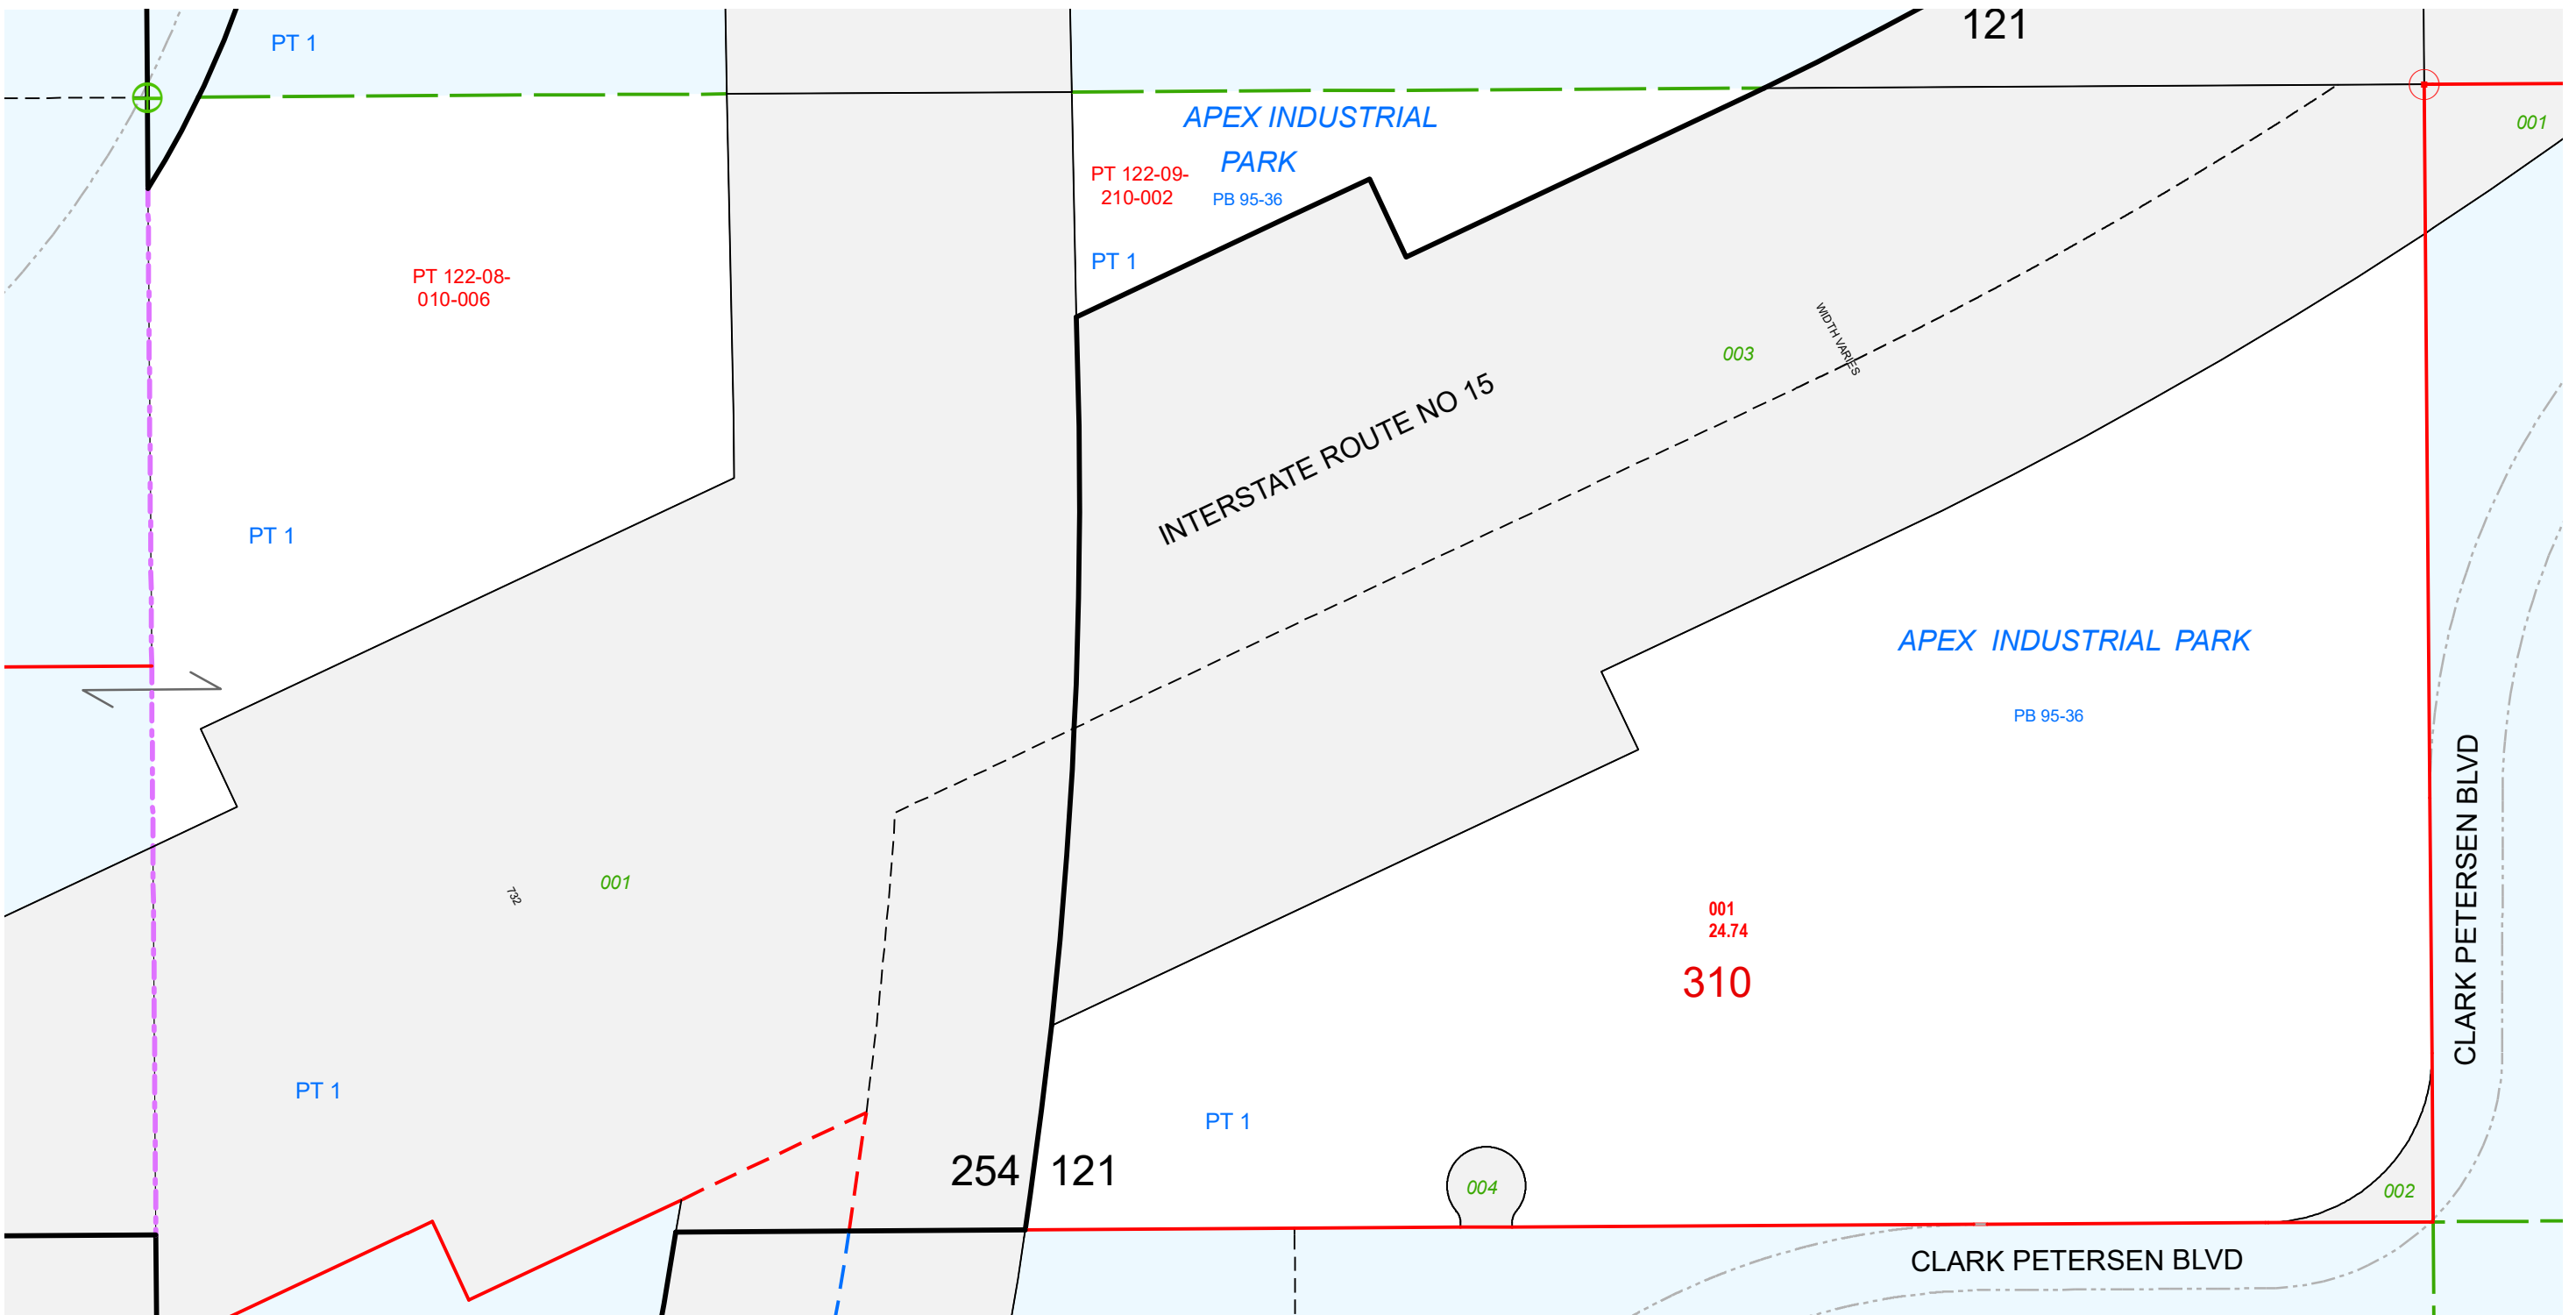 121
PT 1
001
APEX INDUSTRIAL
PARK
PT 122-09-
210-002
PB 95-36
PT 1
PT 122-08-
010-006
WIDTH VARIES
003
INTERSTATE ROUTE NO 15
PT 1
APEX INDUSTRIAL PARK
PB 95-36
CLARK PETERSEN BLVD
732
001
001
24.74
310
PT 1
PT 1
254
121
004
002
CLARK PETERSEN BLVD